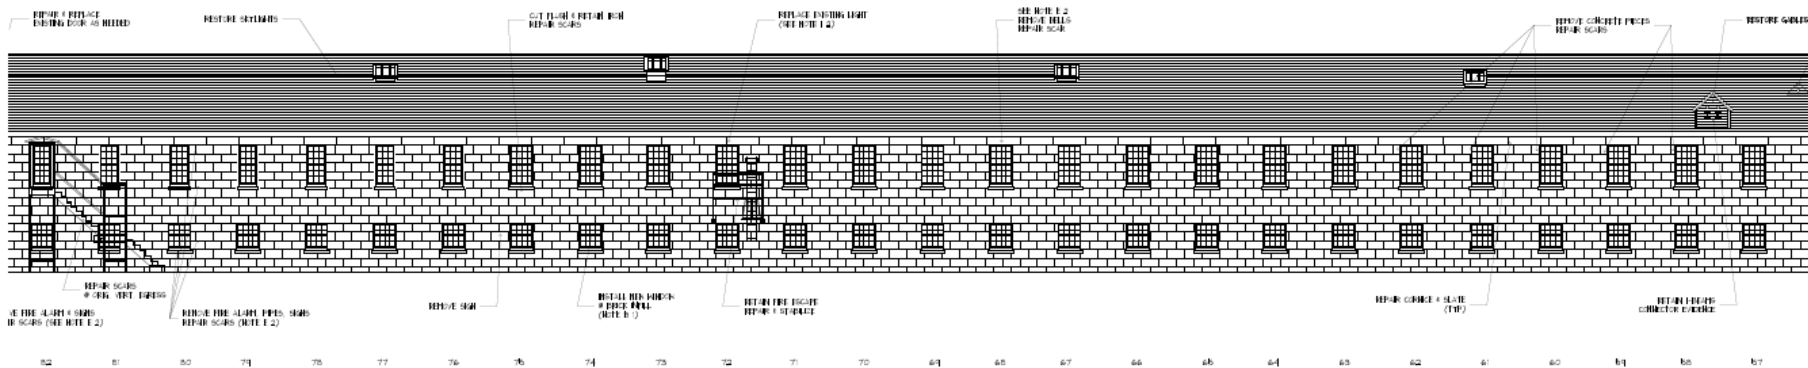 REPAIR & REPLACE
EXISTING DOOR AS NEEDED
RESTORE SKYLIGHTS
CUT FLUSH & RETAIN IRON
REPAIR SCARS
REPLACE EXISTING LIGHT
(SEE NOTE E 2)
SEE NOTE E 2
REMOVE BELLS
REPAIR SCAR
REMOVE CONCRETE PIECES
REPAIR SCARS
RESTORE GABLES
REPAIR SCARS
@ ORIG. VERT EGRESS
VE FIRE ALARM & SIGNS
IR SCARS (SEE NOTE E 2)
REMOVE FIRE ALARM, PIPES, SIGNS
REPAIR SCARS (NOTE E 2)
REMOVE SIGN
INSTALL NEW WINDOW
@ BRICK INFILL
(NOTE B 1)
RETAIN FIRE ESCAPE
REPAIR & STABILIZE
REPAIR CORNICE & SLATE
(TYP)
RETAIN
CONNECTOR EVIDENCE
82 81 80 79 78 77 76 75 74 73 72 71 70 69 68 67 66 65 64 63 62 61 60 59 58 57